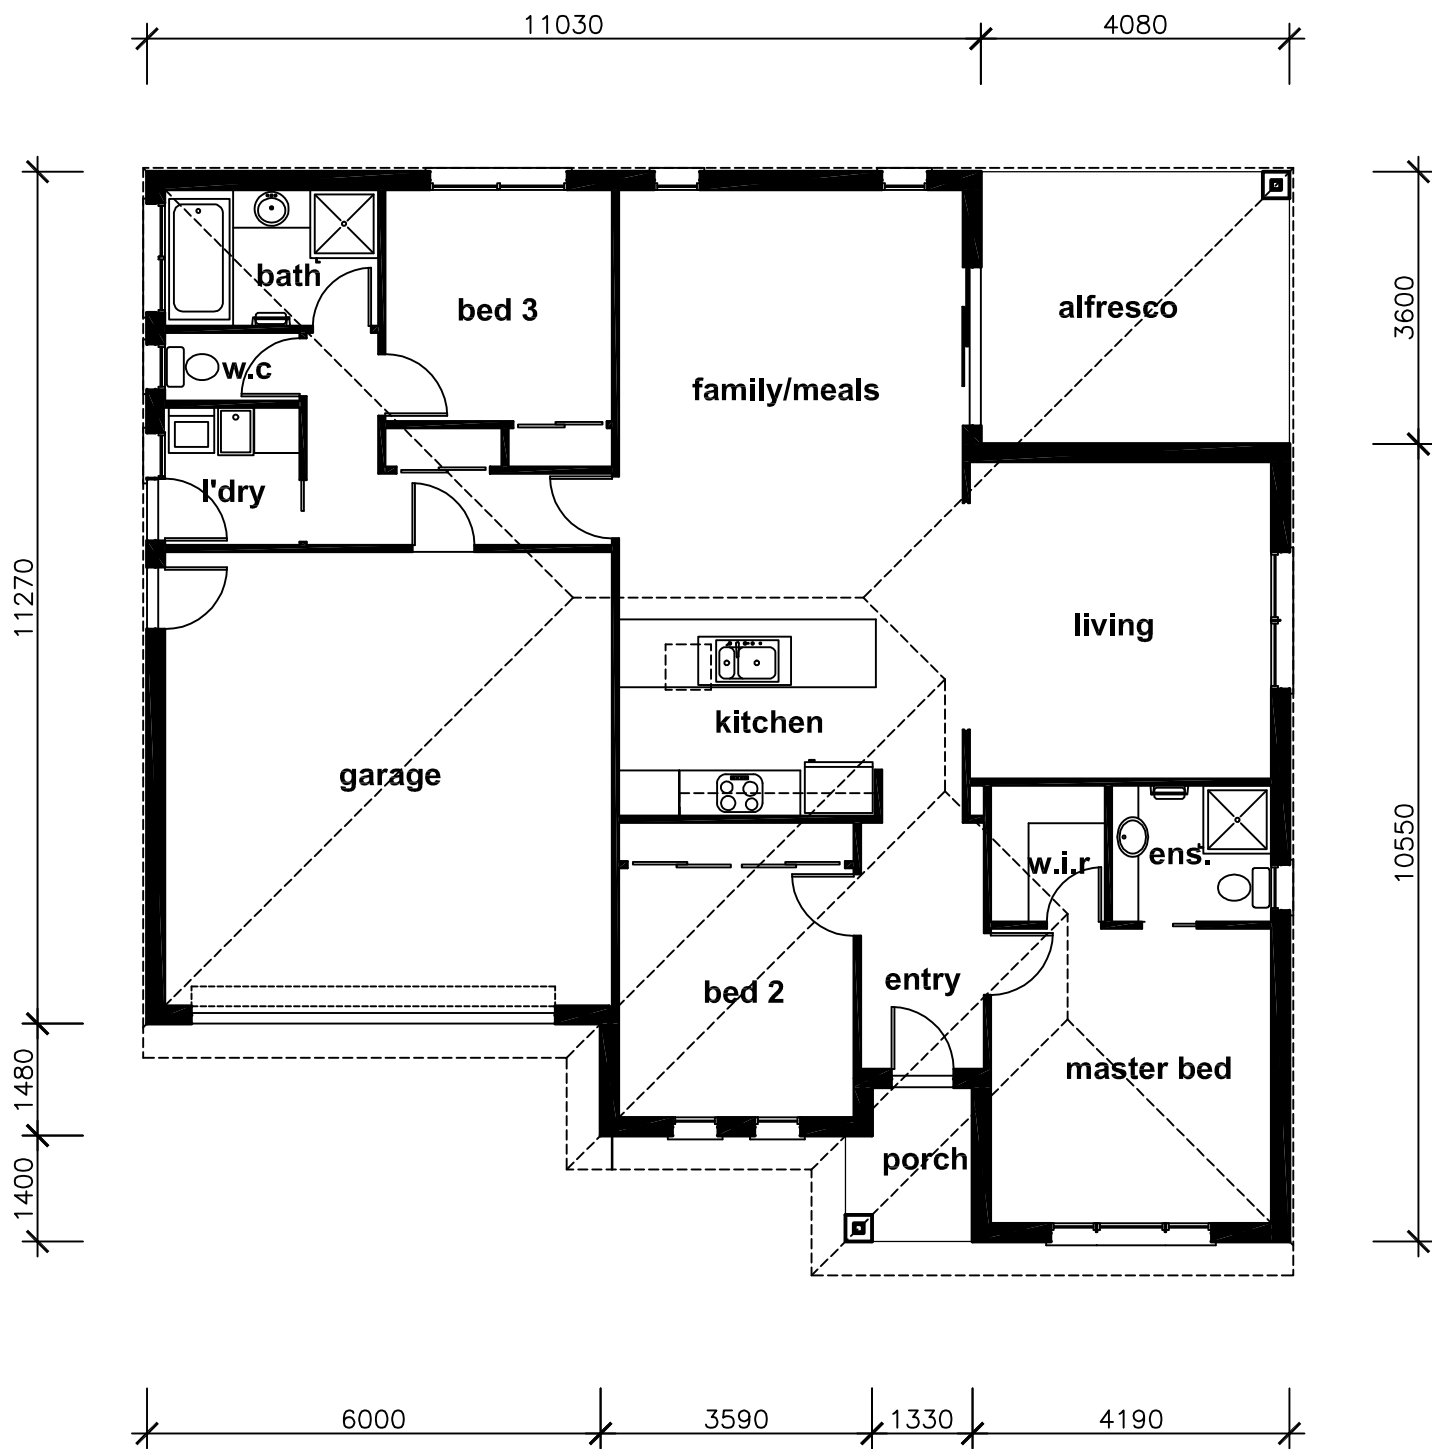 11030
4080
bath
bed 3
alfresco
3600
w.c
family/meals
l'dry
11270
living
kitchen
garage
10550
w.i.r
ens.
bed 2
entry
1480
master bed
1400
porch
6000
3590
1330
4190